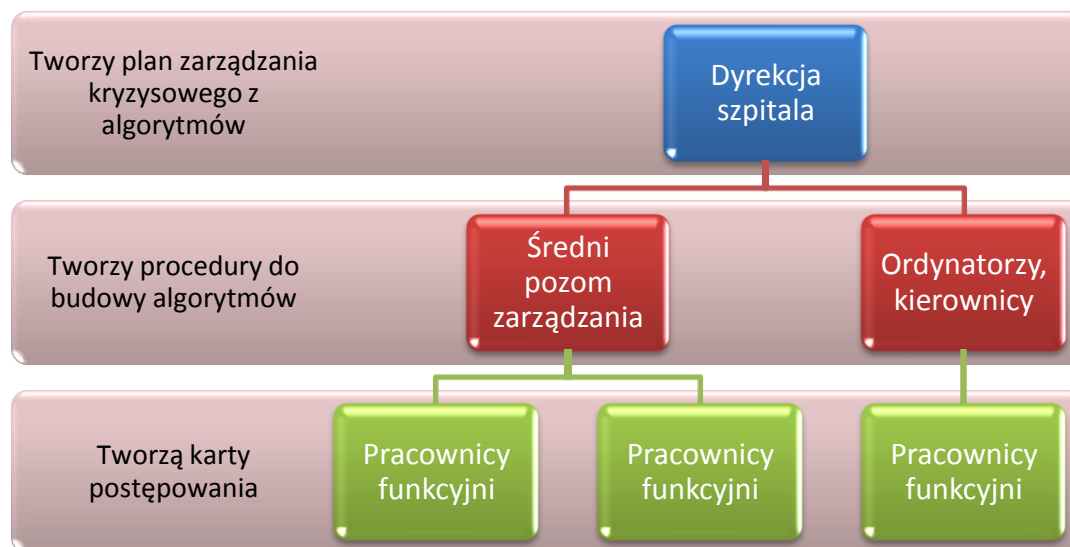 Tworzy plan zarządzania
kryzysowego z
algorytmów
Dyrekcja
szpitala
Tworzy procedury do
budowy algorytmów
Średni
pozom
zarządzania
Ordynatorzy,
kierownicy
Tworzą karty
postępowania
Pracownicy
funkcyjni
Pracownicy
funkcyjni
Pracownicy
funkcyjni